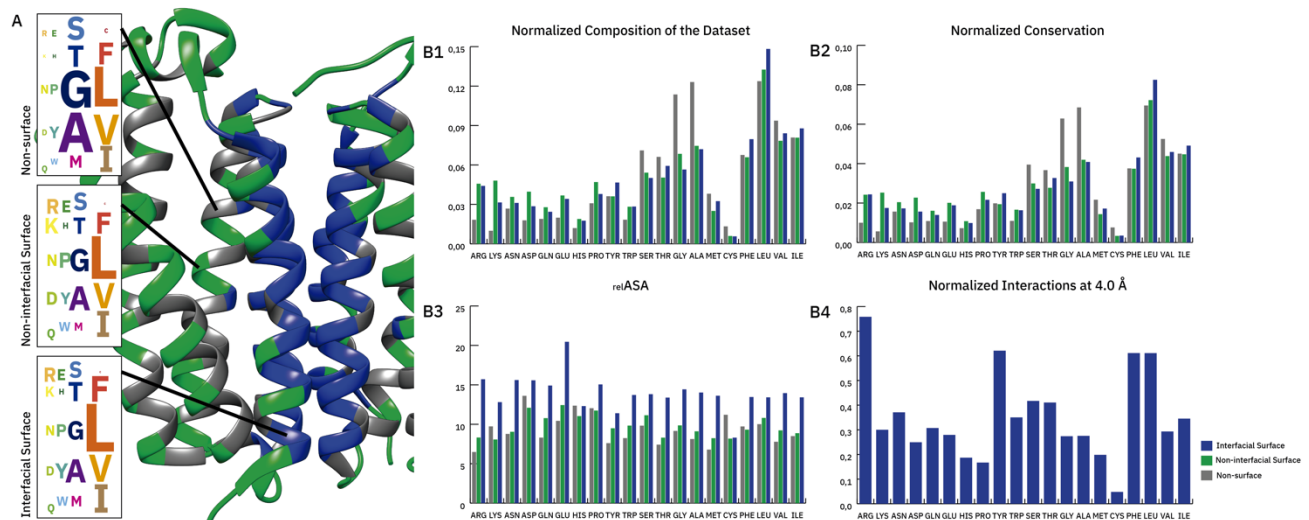 A
R E S C
H T F
N P G L
D Y A V
Q W M I
Non-surface
R E S
K H T F
N P G L
D Y A V
Q W M I
Non-interfacial Surface
R E S
K H T F
N P G L
D Y A V
Q W M I
Interfacial Surface
B1
Normalized Composition of the Dataset
0,15
0,12
0,09
0,06
0,03
0,00
ARG LYS ASN ASP GLN GLU HIS PRO TYR TRP SER THR GLY ALA MET CYS PHE LEU VAL ILE
B2
Normalized Conservation
0,10
0,08
0,06
0,04
0,02
0,00
ARG LYS ASN ASP GLN GLU HIS PRO TYR TRP SER THR GLY ALA MET CYS PHE LEU VAL ILE
B3
relASA
25
20
15
10
5
0
ARG LYS ASN ASP GLN GLU HIS PRO TYR TRP SER THR GLY ALA MET CYS PHE LEU VAL ILE
B4
Normalized Interactions at 4.0 Å
0,8
0,7
0,6
0,5
0,4
0,3
0,2
0,1
0,0
ARG LYS ASN ASP GLN GLU HIS PRO TYR TRP SER THR GLY ALA MET CYS PHE LEU VAL ILE
Interfacial Surface
Non-interfacial Surface
Non-surface